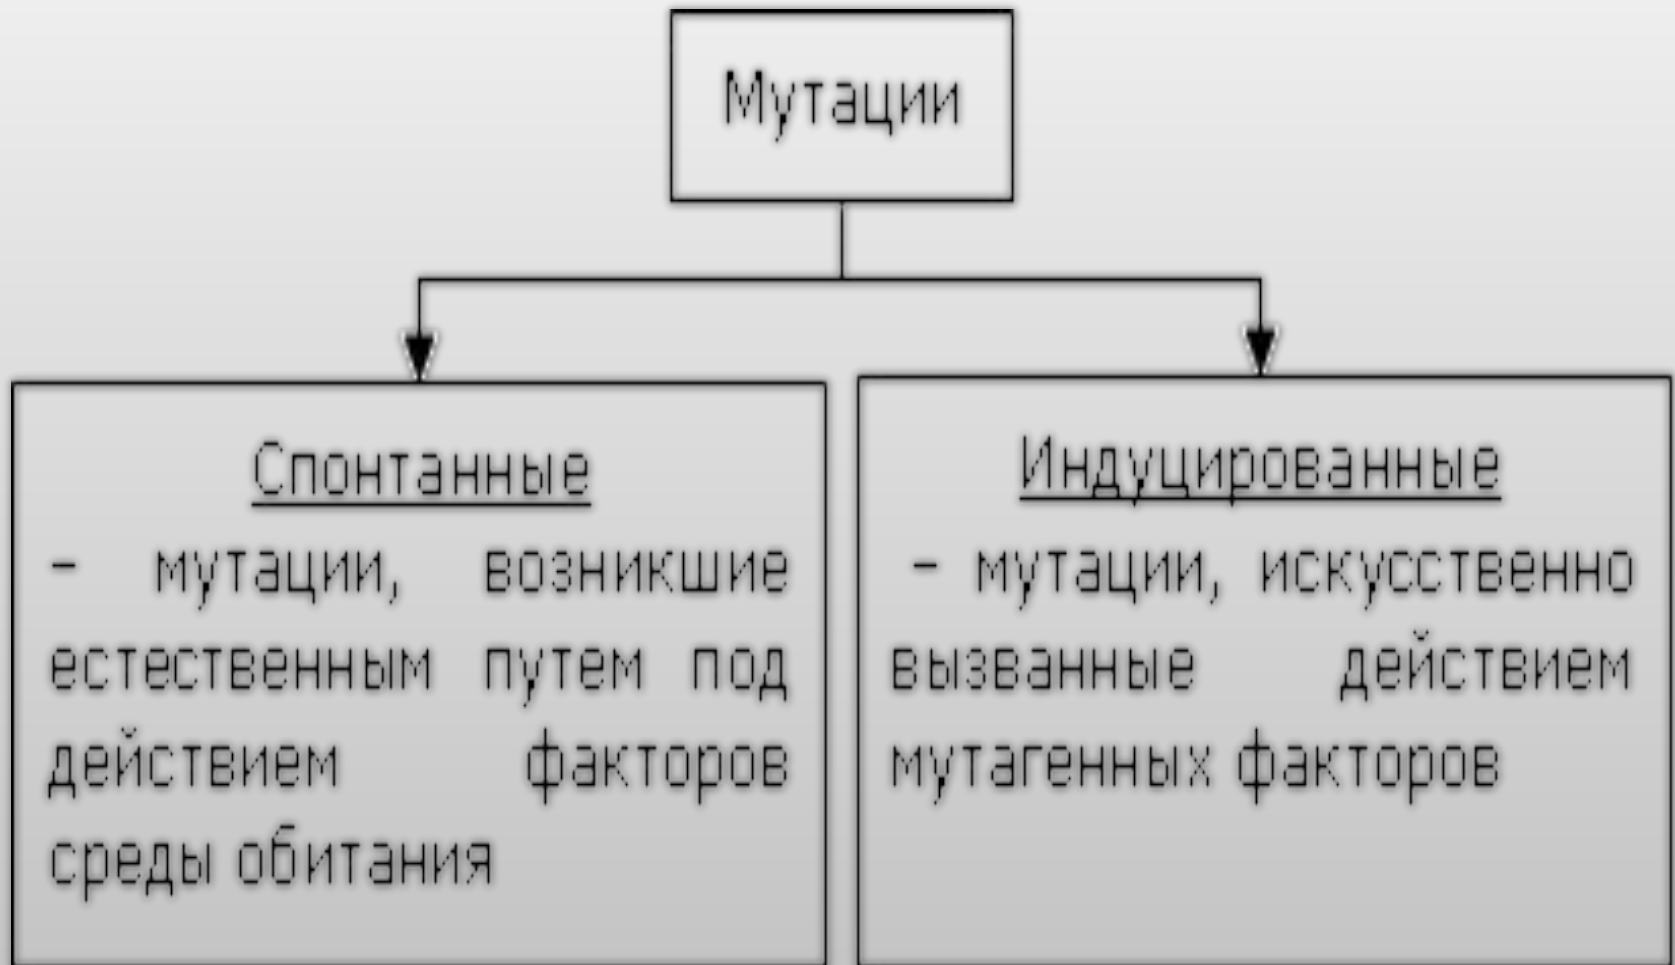 Мутации
Спонтанные
- мутации, возникшие
естественным путем под
действием факторов
среды обитания
Индуцированные
- мутации, искусственно
вызванные действием
мутагенных факторов